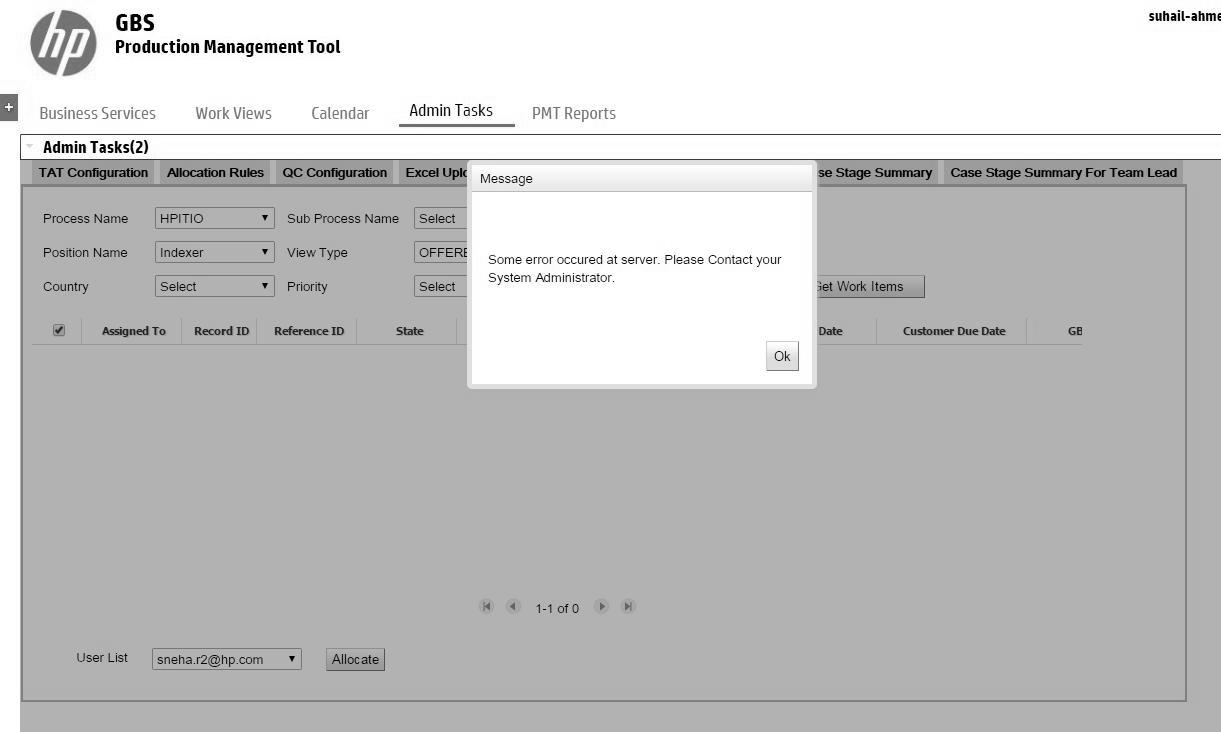 hp
GBS
Production Management Tool
suhail-ahme
+
Business Services Work Views Calendar Admin Tasks PMT Reports
Admin Tasks(2)
TAT Configuration Allocation Rules QC Configuration Excel Uplo se Stage Summary Case Stage Summary For Team Lead
Message
Process Name HPITIO Sub Process Name Select
Position Name Indexer View Type OFFERE
Some error occured at server. Please Contact your
System Administrator.
Country Select Priority Select Get Work Items
Assigned To Record ID Reference ID State Date Customer Due Date GB
Ok
1-1 of 0
User List sneha.r2@hp.com Allocate